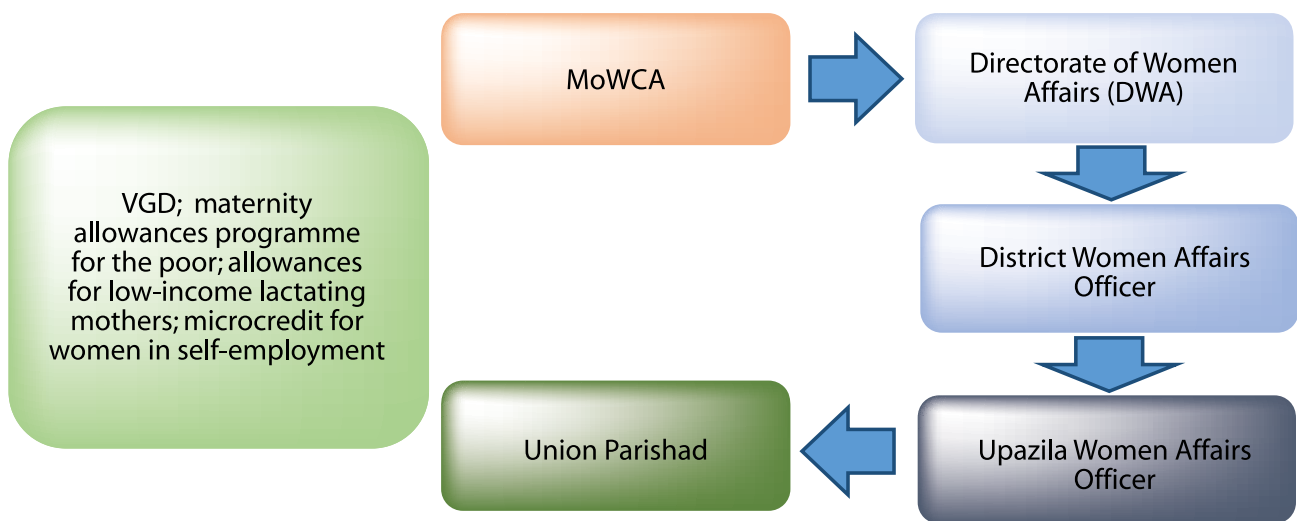 VGD; maternity
allowances programme
for the poor; allowances
for low-income lactating
mothers; microcredit for
women in self-employment
MoWCA
Directorate of Women
Affairs (DWA)
District Women Affairs
Officer
Upazila Women Affairs
Officer
Union Parishad